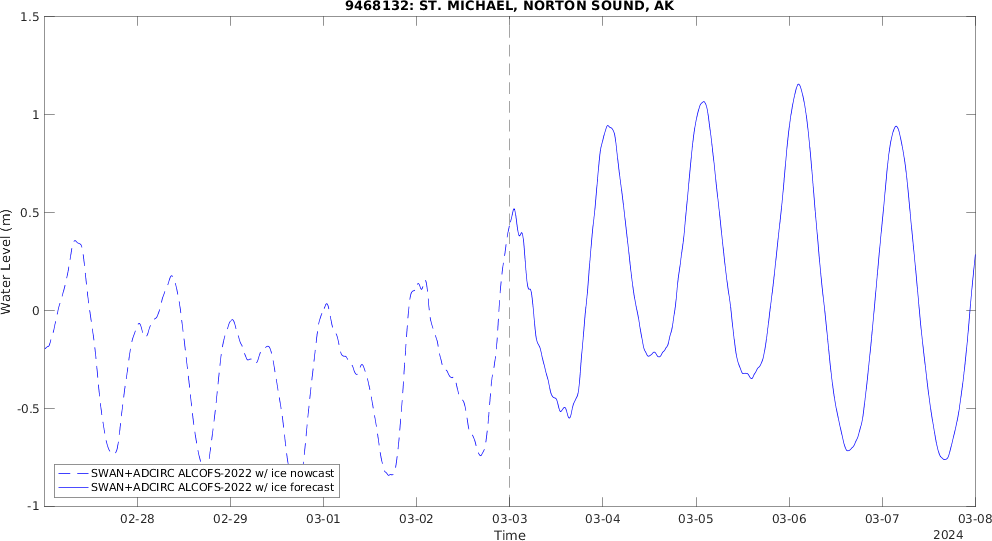 9468132: ST. MICHAEL, NORTON SOUND, AK
1.5
1
0.5
0
-0.5
-1
Water Level (m)
SWAN+ADCIRC ALCOFS-2022 w/ ice nowcast
SWAN+ADCIRC ALCOFS-2022 w/ ice forecast
02-28 02-29 03-01 03-02 03-03 03-04 03-05 03-06 03-07 03-08
Time
2024